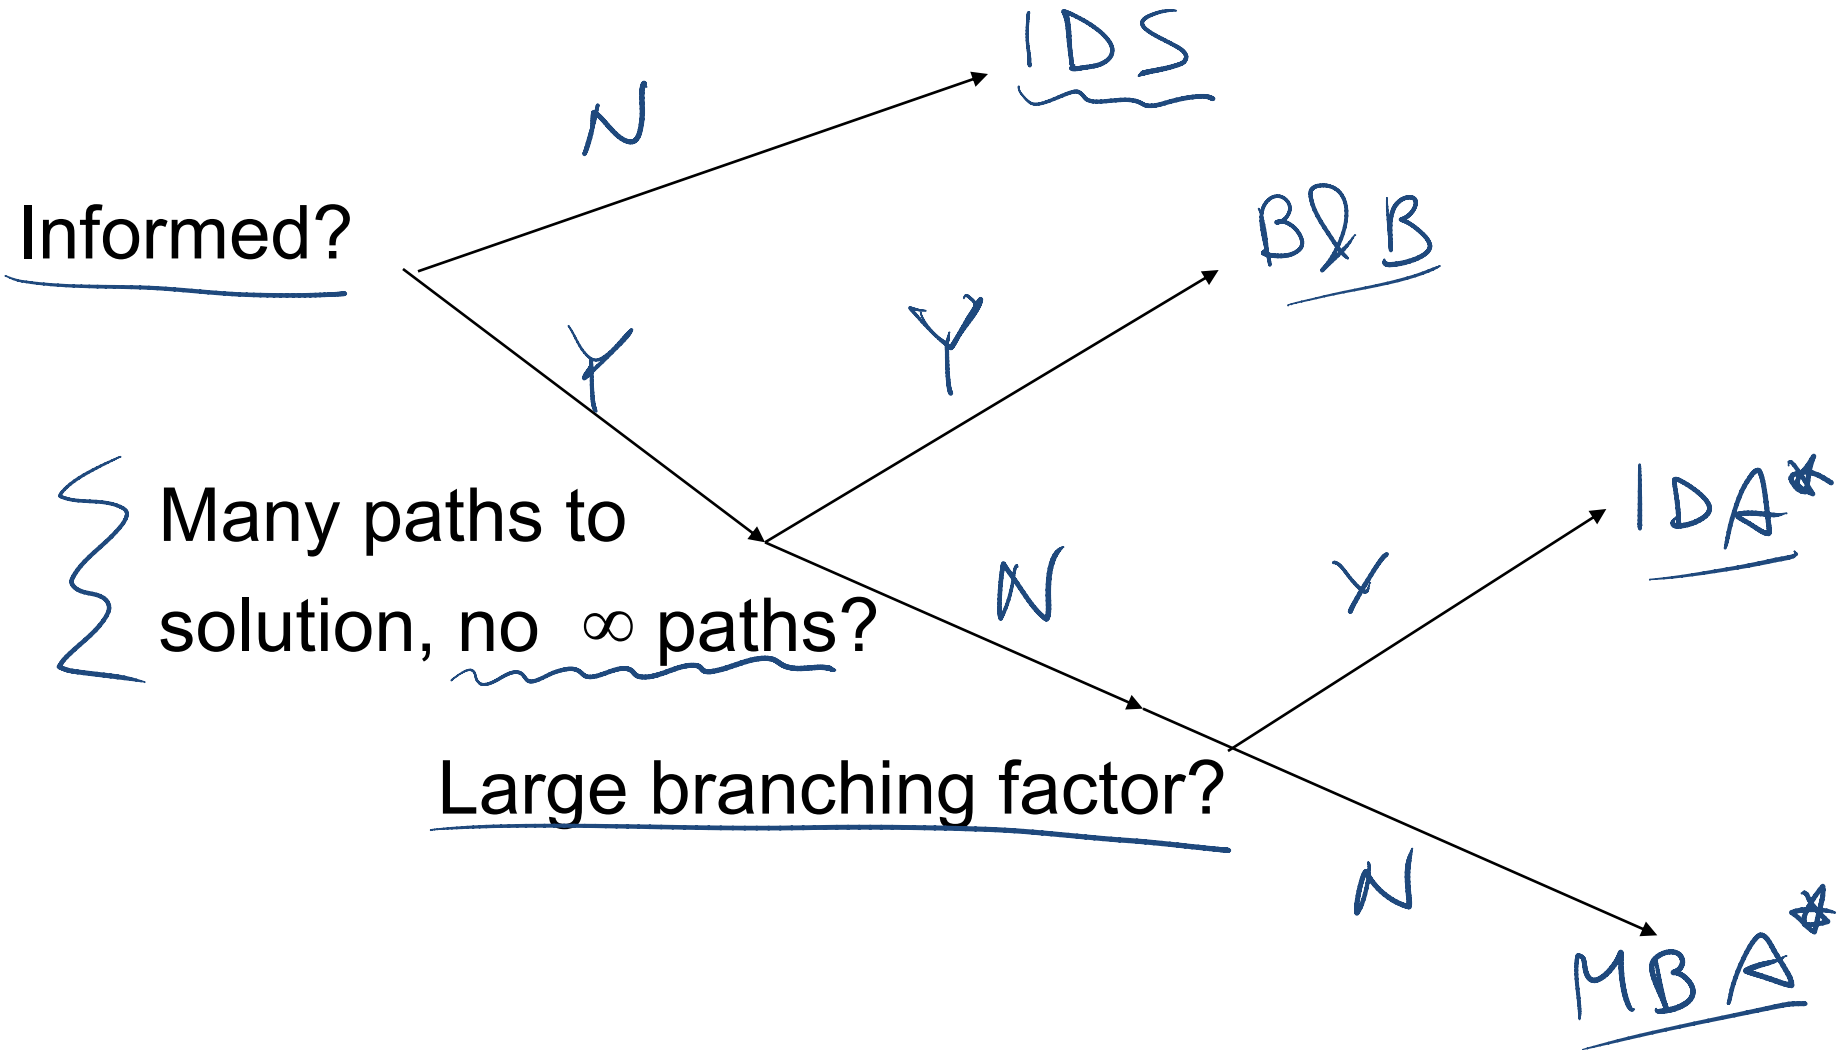 IDS
N
Informed?
B&B
Y
Y
Many paths to
IDA*
N
Y
solution, no ∞ paths?
Large branching factor?
N
MBA*